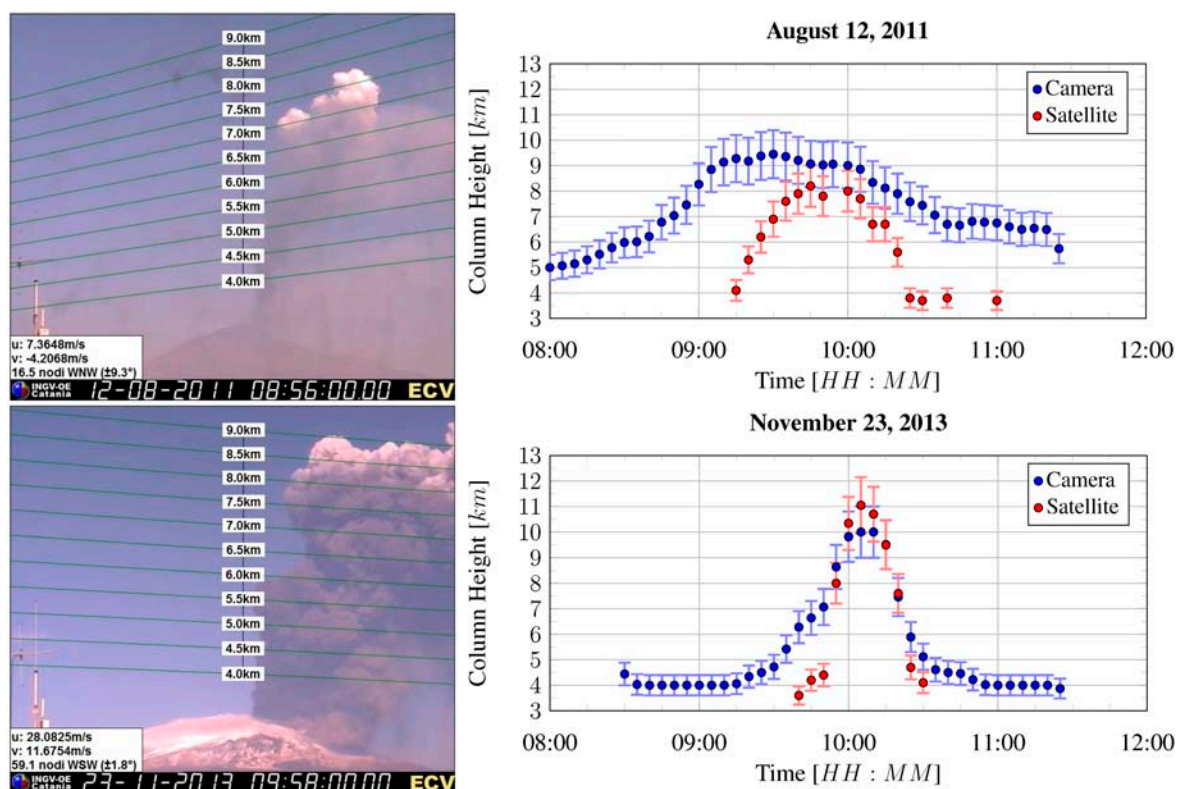 9.0km
8.5km
8.0km
7.5km
7.0km
6.5km
6.0km
5.5km
5.0km
4.5km
4.0km
u: 7.3648m/s
v: -4.2068m/s
16.5 nodi WNW (±9.3°)
INGV-OE
Catania
12-08-2011 08:56:00.00 ECV
August 12, 2011
Column Height [km]
13
12
11
10
9
8
7
6
5
4
3
Camera
Satellite
08:00 09:00 10:00 11:00 12:00
Time [HH : MM]
9.0km
8.5km
8.0km
7.5km
7.0km
6.5km
6.0km
5.5km
5.0km
4.5km
4.0km
u: 28.0825m/s
v: 11.6754m/s
59.1 nodi WSW (±1.8°)
INGV-OE
Catania
23-11-2013 09:58:00.00 ECV
November 23, 2013
Column Height [km]
13
12
11
10
9
8
7
6
5
4
3
Camera
Satellite
08:00 09:00 10:00 11:00 12:00
Time [HH : MM]